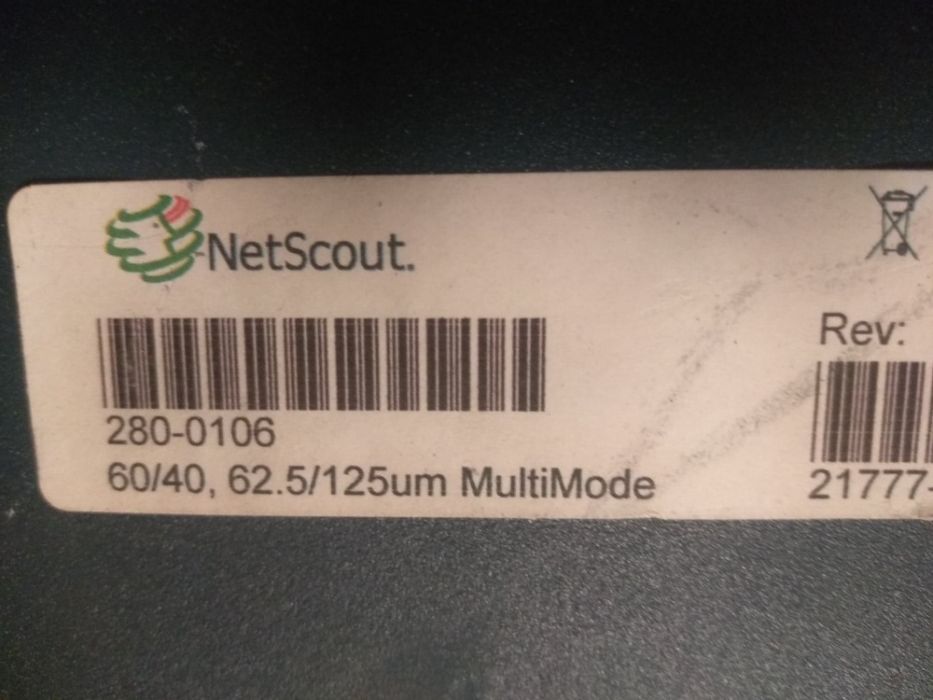 NetScout.
Rev:
280-0106
21777-
60/40, 62.5/125um MultiMode